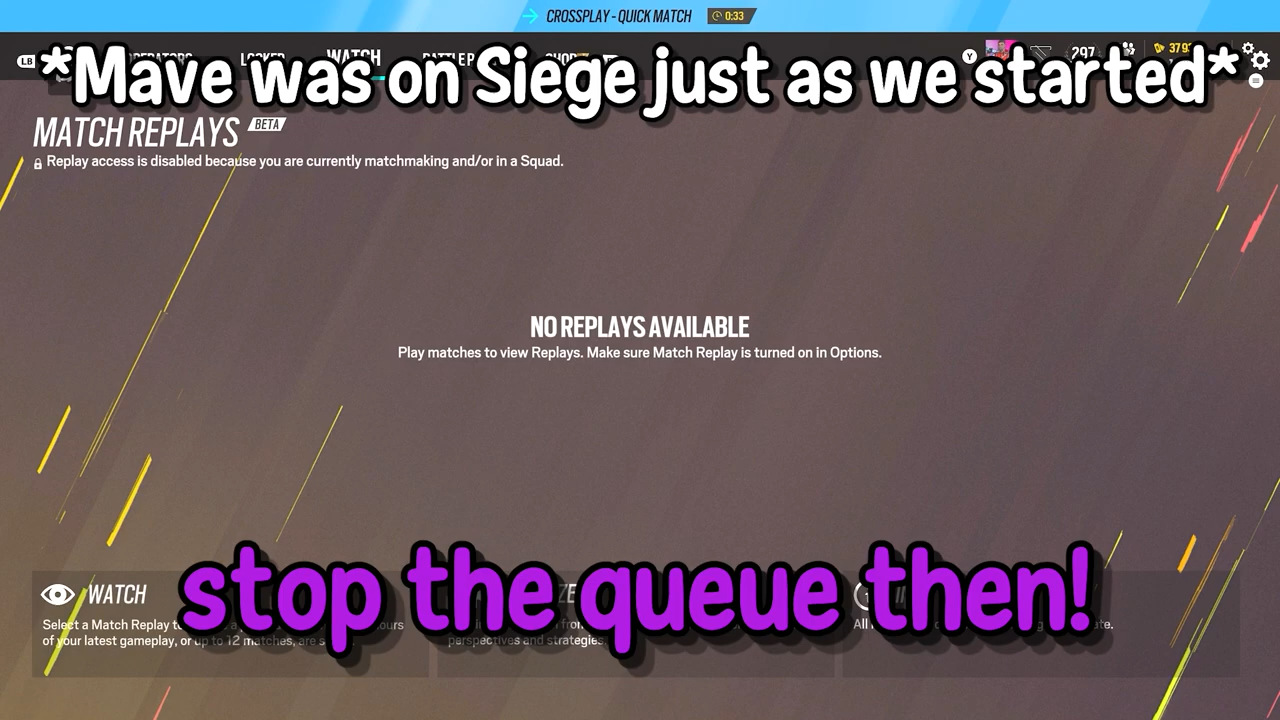 CROSSPLAY - QUICK MATCH 0:33
*Mave was on Siege just as we started*
LB WATCH Y 297
MATCH REPLAYS BETA
Replay access is disabled because you are currently matchmaking and/or in a Squad.
NO REPLAYS AVAILABLE
Play matches to view Replays. Make sure Match Replay is turned on in Options.
stop the queue then!
WATCH
Select a Match Replay
of your latest gameplay, or up to 12 matches, are
perspectives and strategies.
All